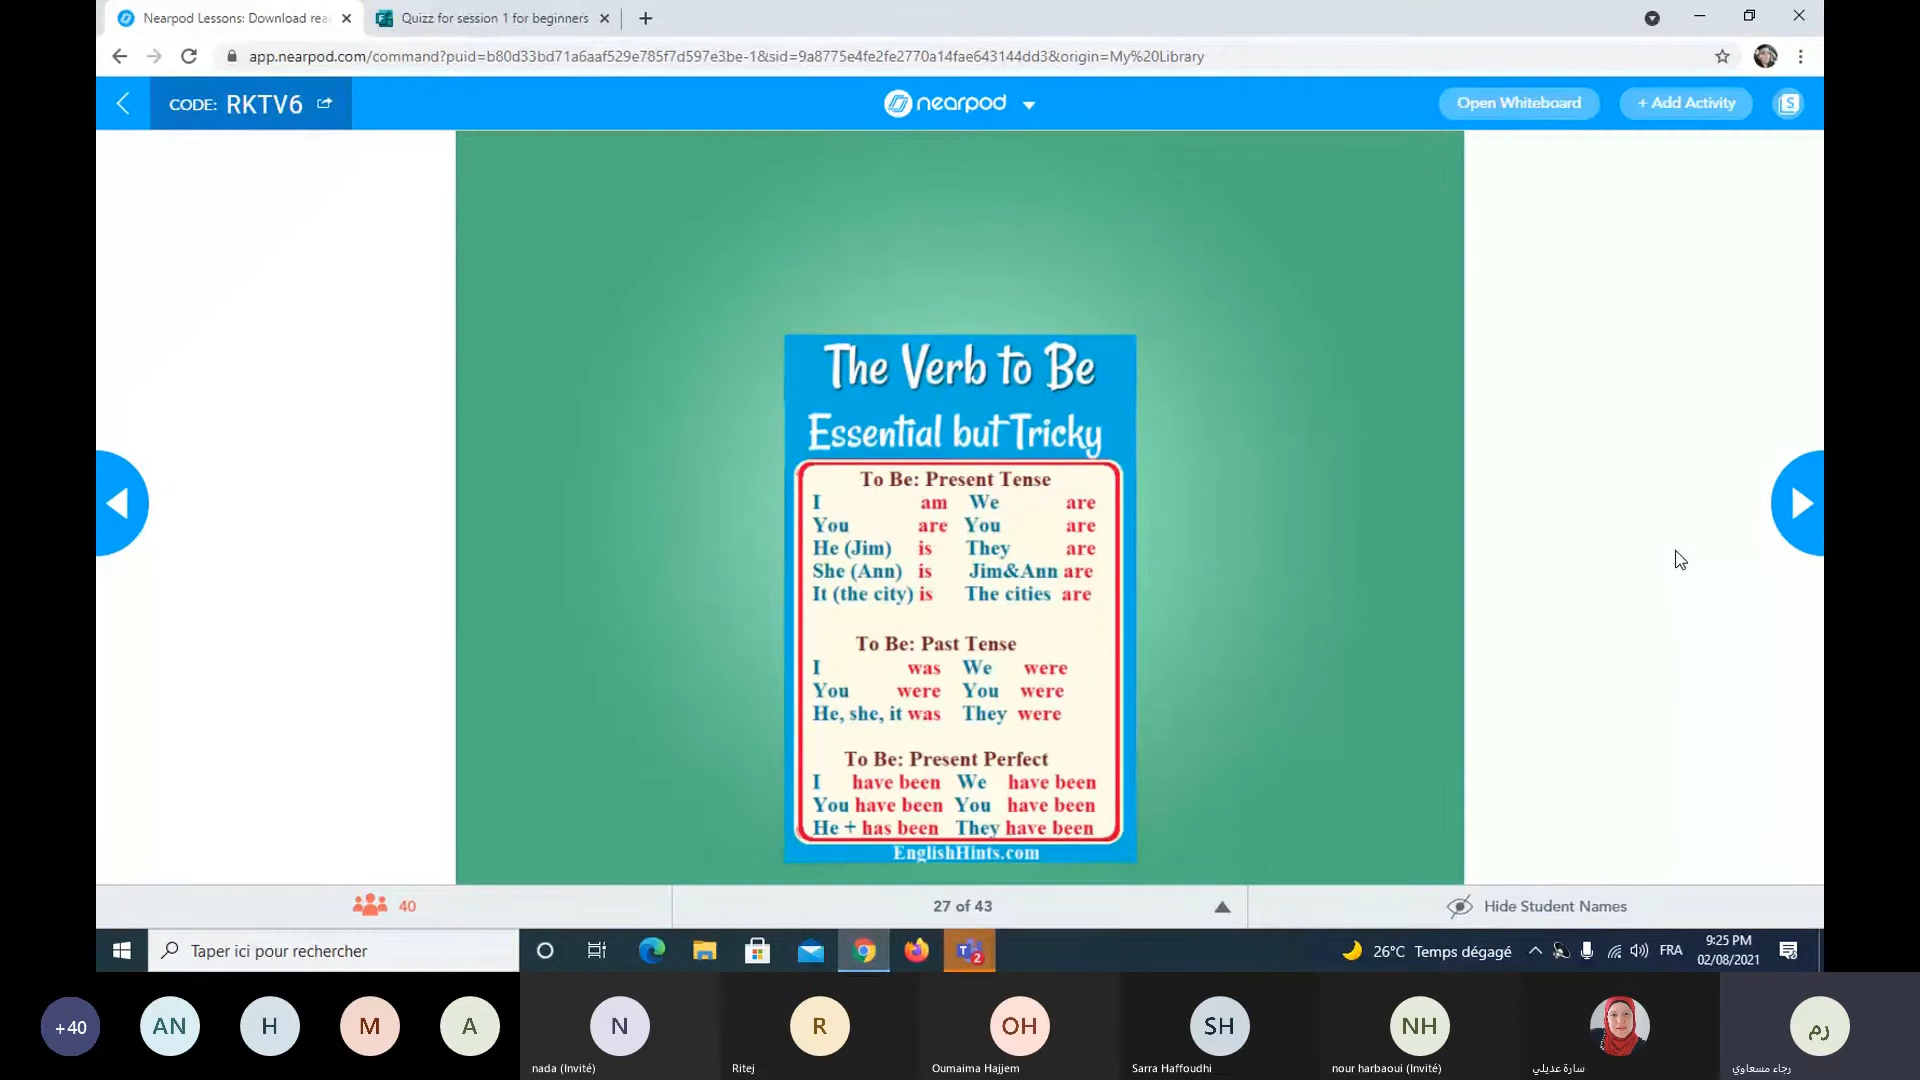 Nearpod Lessons: Download rea
Quizz for session 1 for beginners
app.nearpod.com/command?puid=b80d33bd71a6aaf529e785f7d597e3be-1&sid=9a8775e4fe2fe2770a14fae643144dd3&origin=My%20Library
CODE: RKTV6
nearpod
Open Whiteboard
+ Add Activity
S
The Verb to Be
Essential but Tricky
To Be: Present Tense
I am We are
You are You are
He (Jim) is They are
She (Ann) is Jim&Ann are
It (the city) is The cities are
To Be: Past Tense
I was We were
You were You were
He, she, it was They were
To Be: Present Perfect
I have been We have been
You have been You have been
He + has been They have been
EnglishHints.com
40
27 of 43
Hide Student Names
Taper ici pour rechercher
2
26°C Temps dégagé
FRA
9:25 PM
02/08/2021
+40
AN
H
M
A
N
R
OH
SH
NH
رم
nada (Invité)
Ritej
Oumaima Hajjem
Sarra Haffoudhi
nour harbaoui (Invité)
سارة عديلي
رجاء مسعاوي